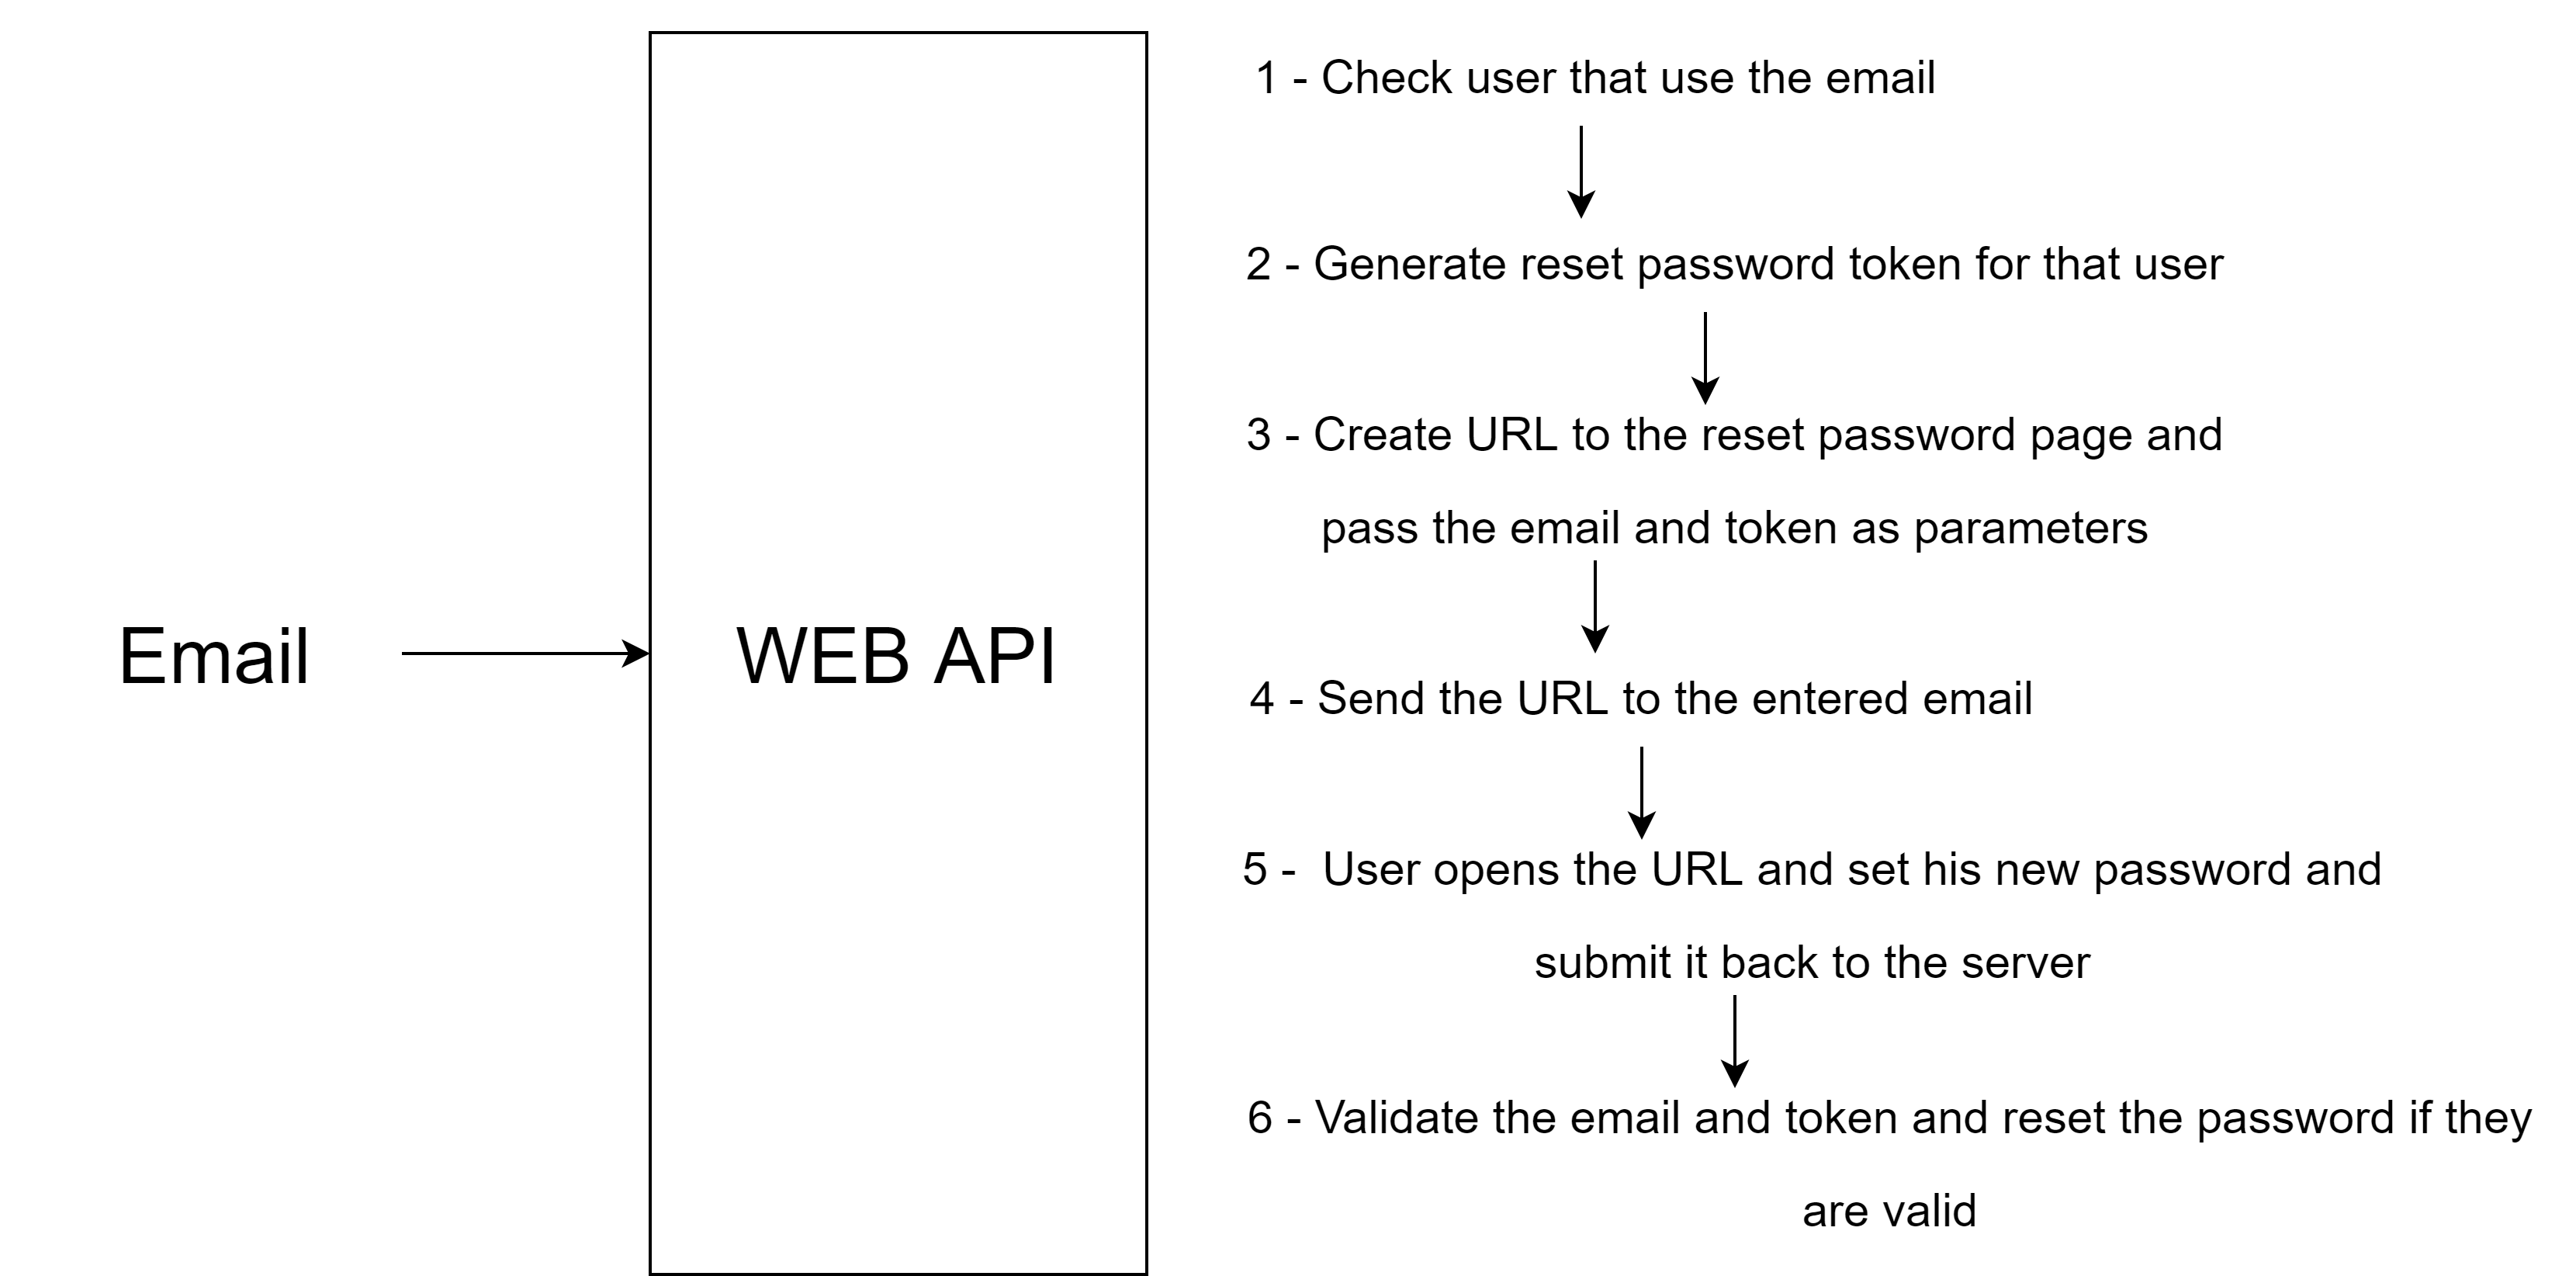 Email
WEB API
1 - Check user that use the email
2 - Generate reset password token for that user
3 - Create URL to the reset password page and
pass the email and token as parameters
4 - Send the URL to the entered email
5 -  User opens the URL and set his new password and
submit it back to the server
6 - Validate the email and token and reset the password if they
are valid